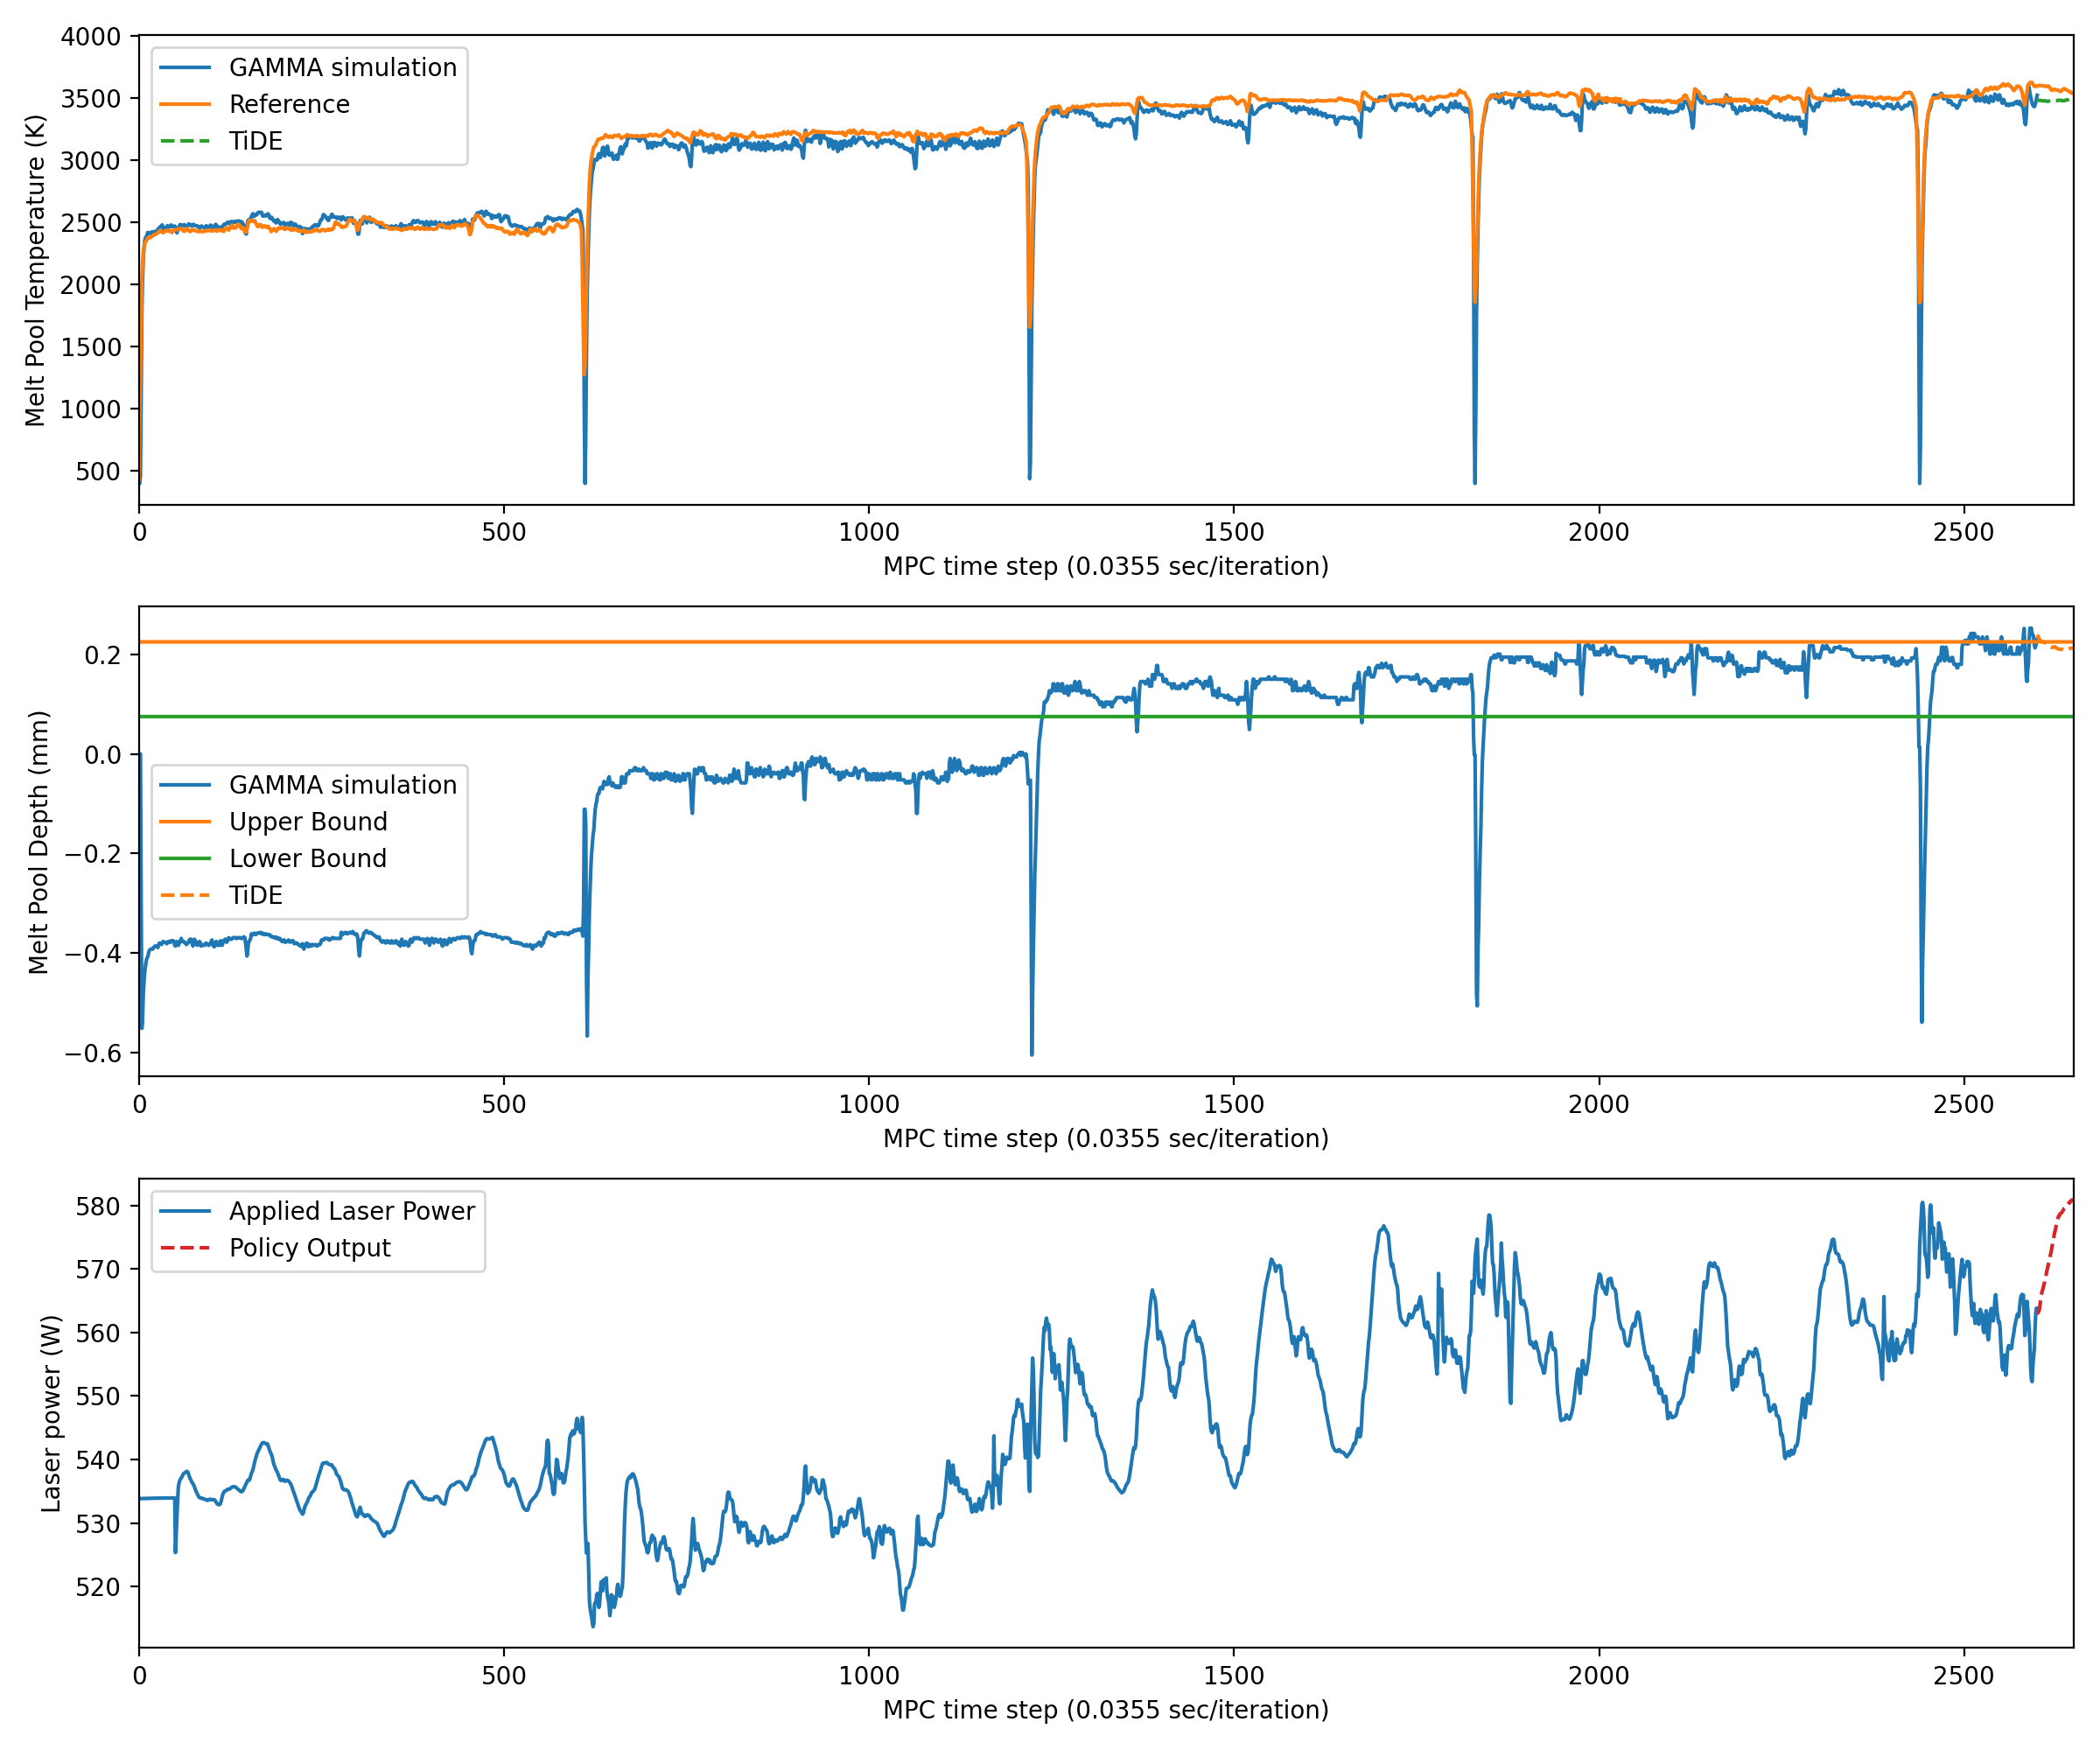 4000
3500
3000
2500
2000
1500
1000
500
Melt Pool Temperature (K)
GAMMA simulation
Reference
TiDE
0 500 1000 1500 2000 2500
MPC time step (0.0355 sec/iteration)
0.2
0.0
−0.2
−0.4
−0.6
Melt Pool Depth (mm)
GAMMA simulation
Upper Bound
Lower Bound
TiDE
0 500 1000 1500 2000 2500
MPC time step (0.0355 sec/iteration)
580
570
560
550
540
530
520
Laser power (W)
Applied Laser Power
Policy Output
0 500 1000 1500 2000 2500
MPC time step (0.0355 sec/iteration)